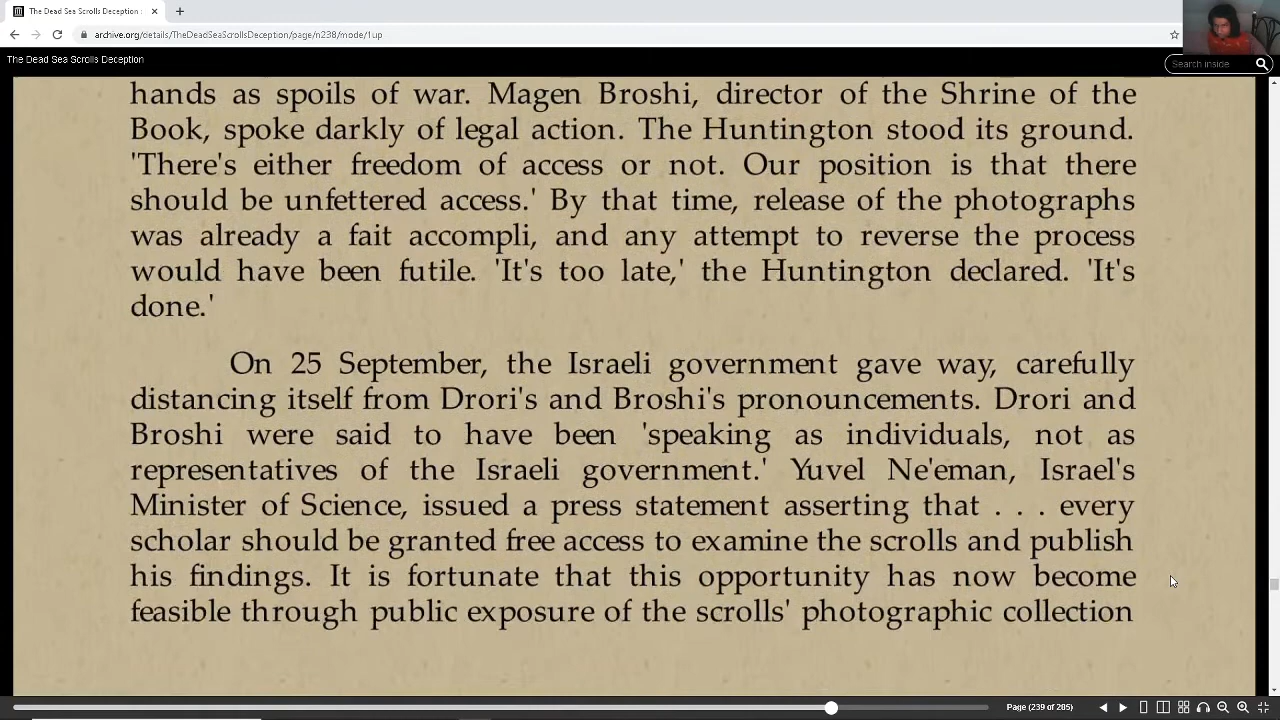 The Dead Sea Scrolls Deception :
archive.org/details/TheDeadSeaScrollsDeception/page/n238/mode/1up
The Dead Sea Scrolls Deception
Search inside
hands as spoils of war. Magen Broshi, director of the Shrine of the
Book, spoke darkly of legal action. The Huntington stood its ground.
'There's either freedom of access or not. Our position is that there
should be unfettered access.' By that time, release of the photographs
was already a fait accompli, and any attempt to reverse the process
would have been futile. 'It's too late,' the Huntington declared. 'It's
done.'
On 25 September, the Israeli government gave way, carefully
distancing itself from Drori's and Broshi's pronouncements. Drori and
Broshi were said to have been 'speaking as individuals, not as
representatives of the Israeli government.' Yuvel Ne'eman, Israel's
Minister of Science, issued a press statement asserting that . . . every
scholar should be granted free access to examine the scrolls and publish
his findings. It is fortunate that this opportunity has now become
feasible through public exposure of the scrolls' photographic collection
Page (239 of 285)